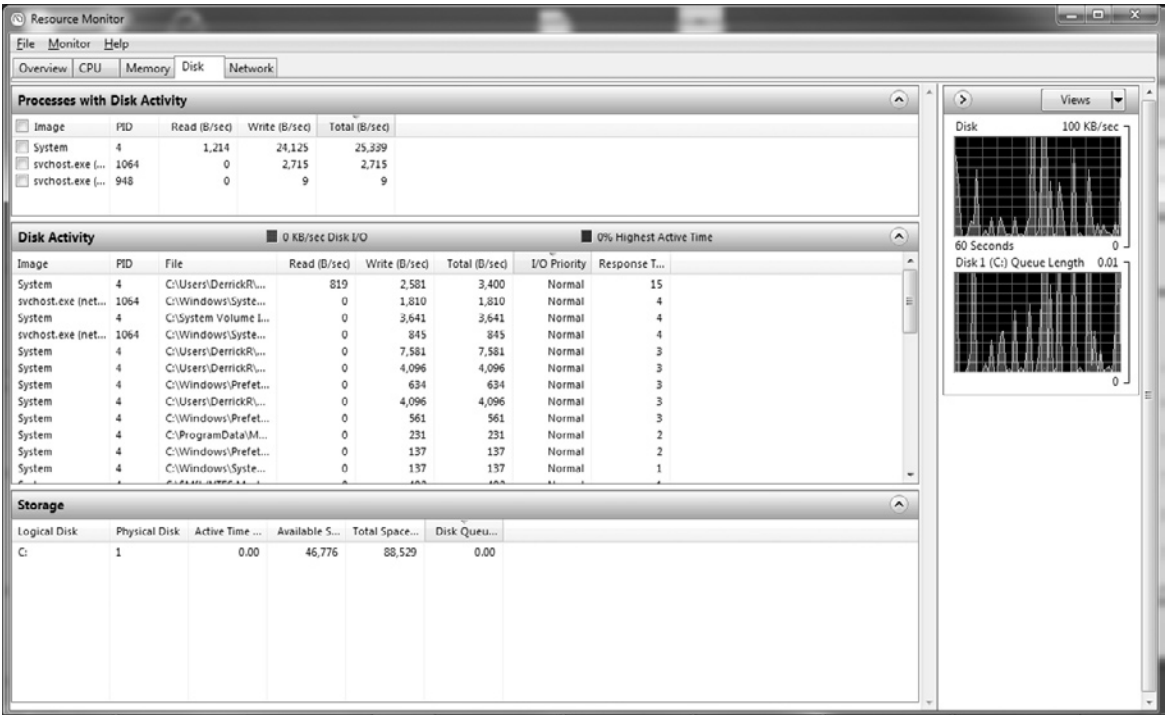 Resource Monitor
File Monitor Help
Overview CPU Memory Disk Network
Processes with Disk Activity
Image PID Read (B/sec) Write (B/sec) Total (B/sec)
System 4 1,214 24,125 25,339
svchost.exe (... 1064 0 2,715 2,715
svchost.exe (... 948 0 9 9
Disk Activity 0 KB/sec Disk I/O 0% Highest Active Time
Image PID File Read (B/sec) Write (B/sec) Total (B/sec) I/O Priority Response T...
System 4 C:\Users\DerrickR\... 819 2,581 3,400 Normal 15
svchost.exe (net... 1064 C:\Windows\Syste... 0 1,810 1,810 Normal 4
System 4 C:\System Volume I... 0 3,641 3,641 Normal 4
svchost.exe (net... 1064 C:\Windows\Syste... 0 845 845 Normal 4
System 4 C:\Users\DerrickR\... 0 7,581 7,581 Normal 3
System 4 C:\Users\DerrickR\... 0 4,096 4,096 Normal 3
System 4 C:\Windows\Prefet... 0 634 634 Normal 3
System 4 C:\Users\DerrickR\... 0 4,096 4,096 Normal 3
System 4 C:\Windows\Prefet... 0 561 561 Normal 3
System 4 C:\ProgramData\M... 0 231 231 Normal 2
System 4 C:\Windows\Prefet... 0 137 137 Normal 2
System 4 C:\Windows\Syste... 0 137 137 Normal 1
Storage
Logical Disk Physical Disk Active Time ... Available S... Total Space... Disk Queu...
C: 1 0.00 46,776 88,529 0.00
Views
Disk 100 KB/sec
60 Seconds 0
Disk 1 (C:) Queue Length 0.01
0